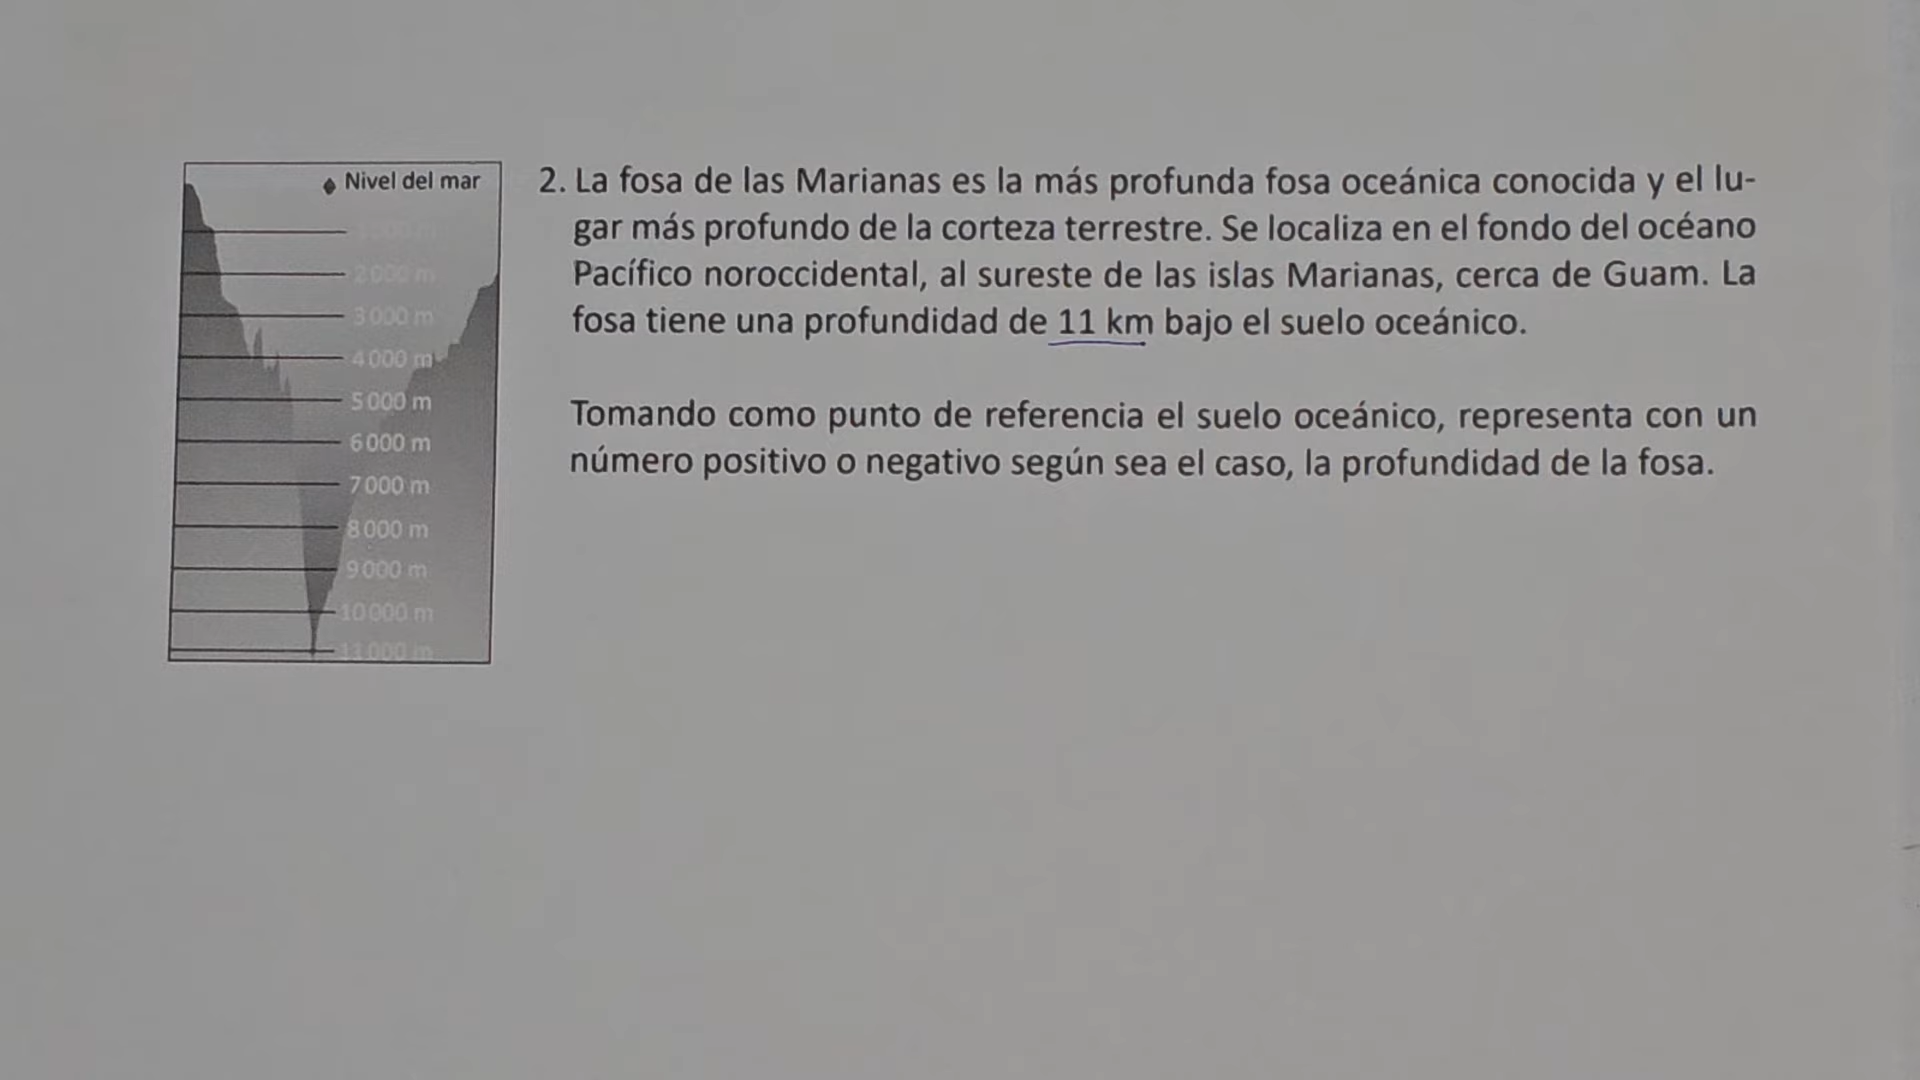 Nivel del mar
2000 m
3000 m
4000 m
5000 m
6000 m
7000 m
8000 m
9000 m
10000 m
11000 m
2. La fosa de las Marianas es la más profunda fosa oceánica conocida y el lu-
gar más profundo de la corteza terrestre. Se localiza en el fondo del océano
Pacífico noroccidental, al sureste de las islas Marianas, cerca de Guam. La
fosa tiene una profundidad de 11 km bajo el suelo oceánico.
Tomando como punto de referencia el suelo oceánico, representa con un
número positivo o negativo según sea el caso, la profundidad de la fosa.